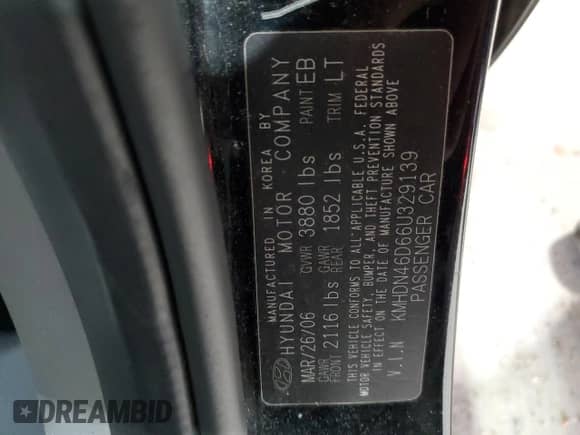 MANUFACTURED IN KOREA BY
HYUNDAI MOTOR COMPANY
MAR/26/06 GVWR 3880 lbs PAINT EB
GAWR FRONT 2116 lbs GAWR REAR 1852 lbs TRIM LT
THIS VEHICLE CONFORMS TO ALL-APPLICABLE U.S.A. FEDERAL
MOTOR VEHICLE SAFETY, BUMPER, AND THEFT PREVENTION STANDARDS
IN EFFECT ON THE DATE OF MANUFACTURE SHOWN ABOVE
V.I.N KMHDN46D66U329139
PASSENGER CAR
DREAMBID